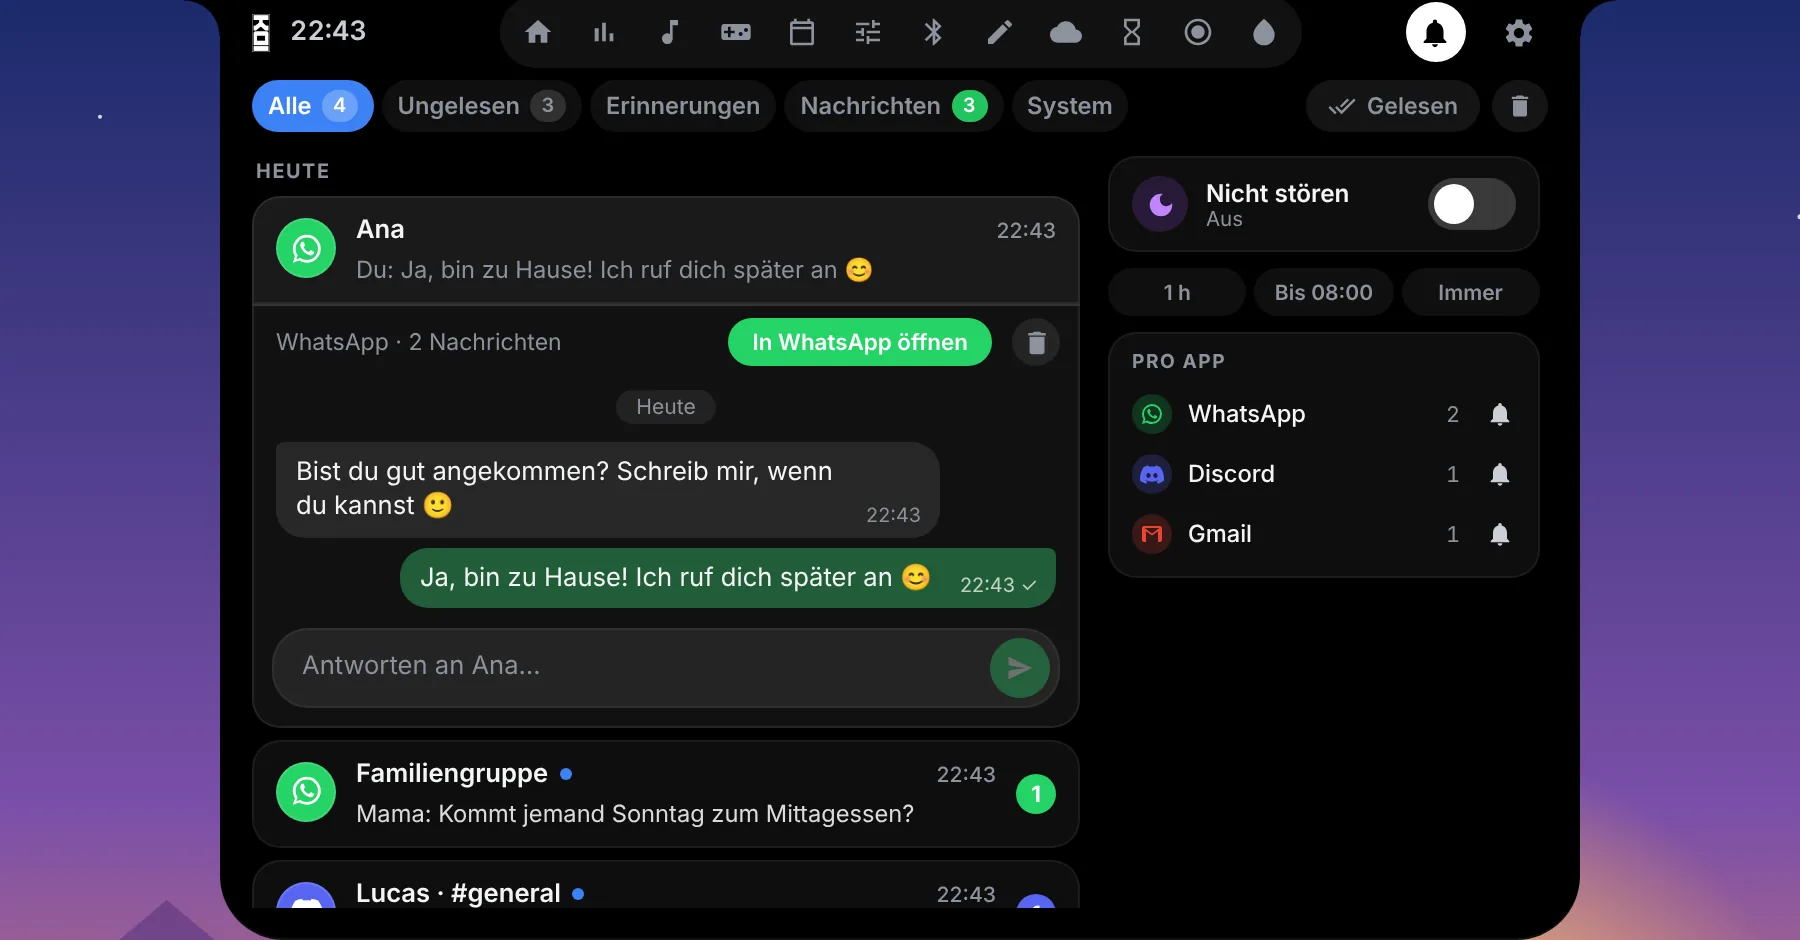 22:43
Alle 4
Ungelesen 3
Erinnerungen
Nachrichten 3
System
Gelesen
HEUTE
Ana
22:43
Du: Ja, bin zu Hause! Ich ruf dich später an 😊
WhatsApp · 2 Nachrichten
In WhatsApp öffnen
Heute
Bist du gut angekommen? Schreib mir, wenn
du kannst 🙂
22:43
Ja, bin zu Hause! Ich ruf dich später an 😊
22:43 ✓
Antworten an Ana...
Familiengruppe
22:43
Mama: Kommt jemand Sonntag zum Mittagessen?
1
Lucas · #general
22:43
Nicht stören
Aus
1 h
Bis 08:00
Immer
PRO APP
WhatsApp 2
Discord 1
Gmail 1